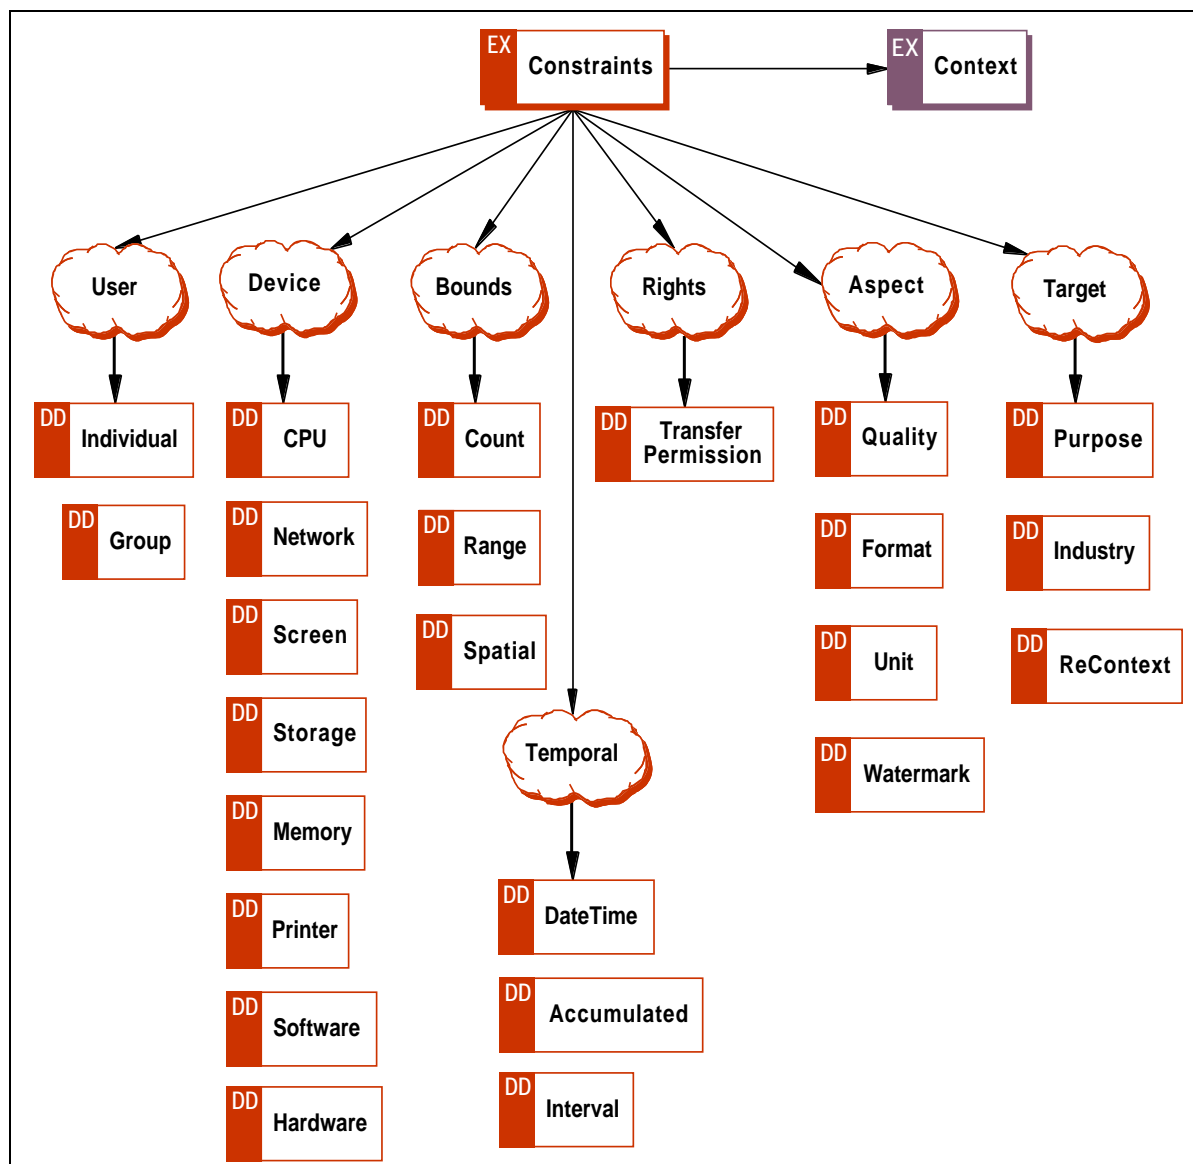 EX
Constraints
EX
Context
User
Device
Bounds
Rights
Aspect
Target
DD
Individual
DD
Group
DD
CPU
DD
Network
DD
Screen
DD
Storage
DD
Memory
DD
Printer
DD
Software
DD
Hardware
DD
Count
DD
Range
DD
Spatial
Temporal
DD
DateTime
DD
Accumulated
DD
Interval
DD
Transfer
Permission
DD
Quality
DD
Format
DD
Unit
DD
Watermark
DD
Purpose
DD
Industry
DD
ReContext